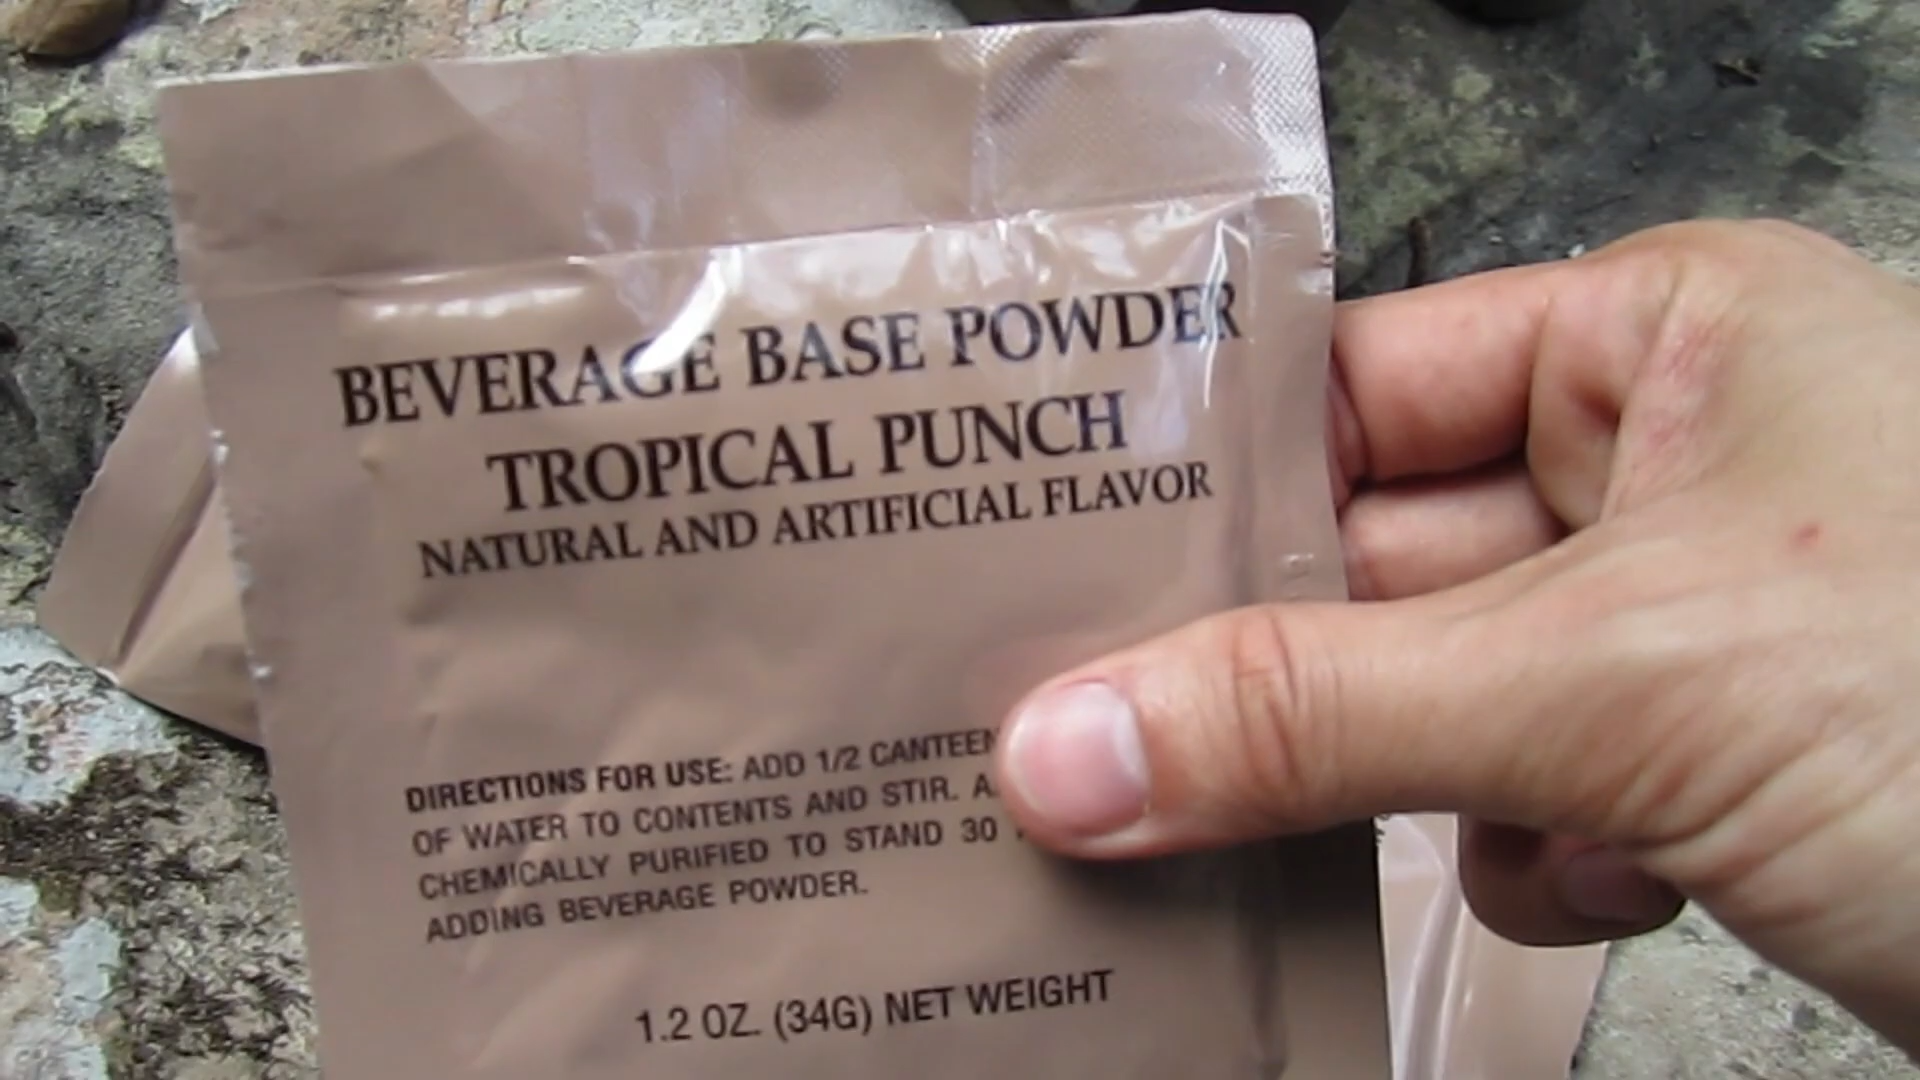 BEVERAGE BASE POWDER
TROPICAL PUNCH
NATURAL AND ARTIFICIAL FLAVOR
DIRECTIONS FOR USE: ADD 1/2 CANTEEN
OF WATER TO CONTENTS AND STIR.
CHEMICALLY PURIFIED TO STAND 30
ADDING BEVERAGE POWDER.
1.2 OZ. (34G) NET WEIGHT